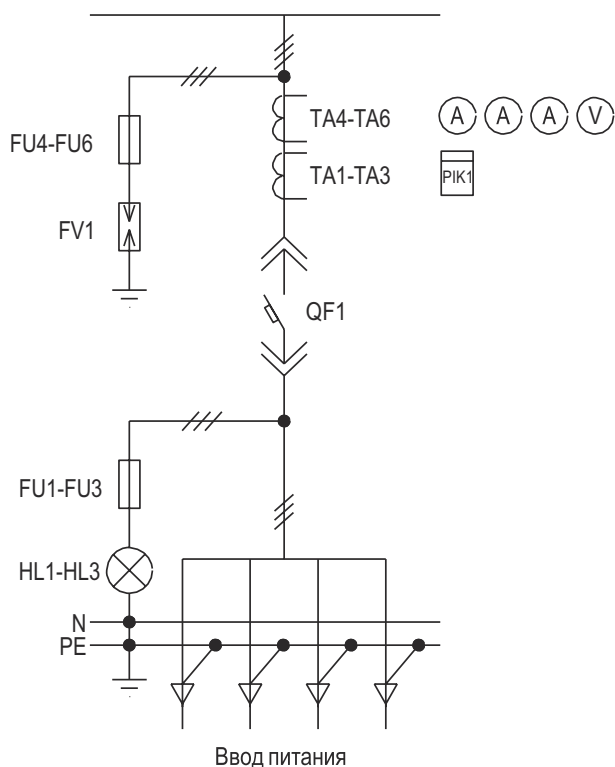 TA4-TA6
A A A V
FU4-FU6
TA1-TA3
PIK1
FV1
QF1
FU1-FU3
HL1-HL3
N
PE
Ввод питания